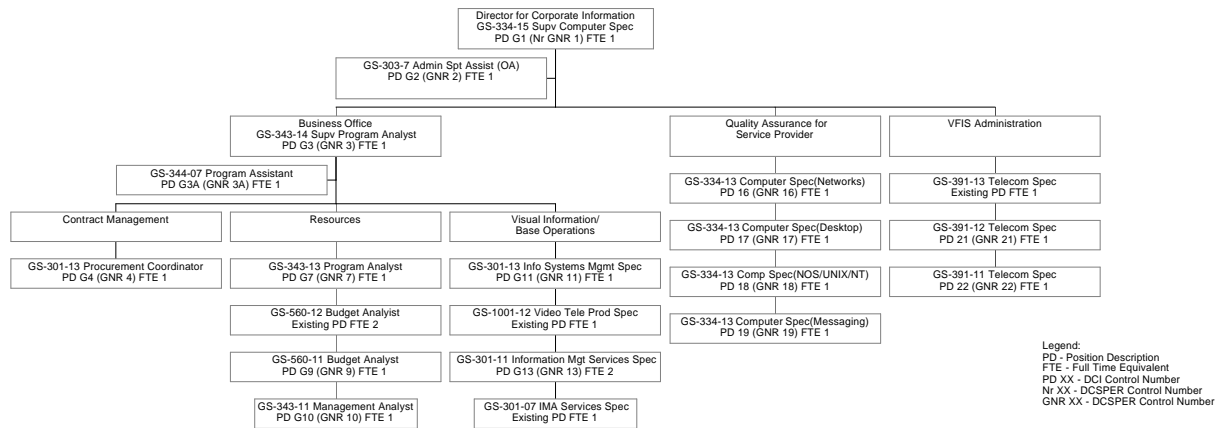 Director for Corporate Information
GS-334-15 Supv Computer Spec
PD G1 (Nr GNR 1) FTE 1
GS-303-7 Admin Spt Assist (OA)
PD G2 (GNR 2) FTE 1
Business Office
GS-343-14 Supv Program Analyst
PD G3 (GNR 3) FTE 1
GS-344-07 Program Assistant
PD G3A (GNR 3A) FTE 1
Contract Management
GS-301-13 Procurement Coordinator
PD G4 (GNR 4) FTE 1
Resources
GS-343-13 Program Analyst
PD G7 (GNR 7) FTE 1
GS-560-12 Budget Analyist
Existing PD FTE 2
GS-560-11 Budget Analyst
PD G9 (GNR 9) FTE 1
GS-343-11 Management Analyst
PD G10 (GNR 10) FTE 1
Visual Information/
Base Operations
GS-301-13 Info Systems Mgmt Spec
PD G11 (GNR 11) FTE 1
GS-1001-12 Video Tele Prod Spec
Existing PD FTE 1
GS-301-11 Information Mgt Services Spec
PD G13 (GNR 13) FTE 2
GS-301-07 IMA Services Spec
Existing PD FTE 1
Quality Assurance for
Service Provider
GS-334-13 Computer Spec(Networks)
PD 16 (GNR 16) FTE 1
GS-334-13 Computer Spec(Desktop)
PD 17 (GNR 17) FTE 1
GS-334-13 Comp Spec(NOS/UNIX/NT)
PD 18 (GNR 18) FTE 1
GS-334-13 Computer Spec(Messaging)
PD 19 (GNR 19) FTE 1
VFIS Administration
GS-391-13 Telecom Spec
Existing PD FTE 1
GS-391-12 Telecom Spec
PD 21 (GNR 21) FTE 1
GS-391-11 Telecom Spec
PD 22 (GNR 22) FTE 1
Legend:
PD - Position Description
FTE - Full Time Equivalent
PD XX - DCI Control Number
Nr XX - DCSPER Control Number
GNR XX - DCSPER Control Number